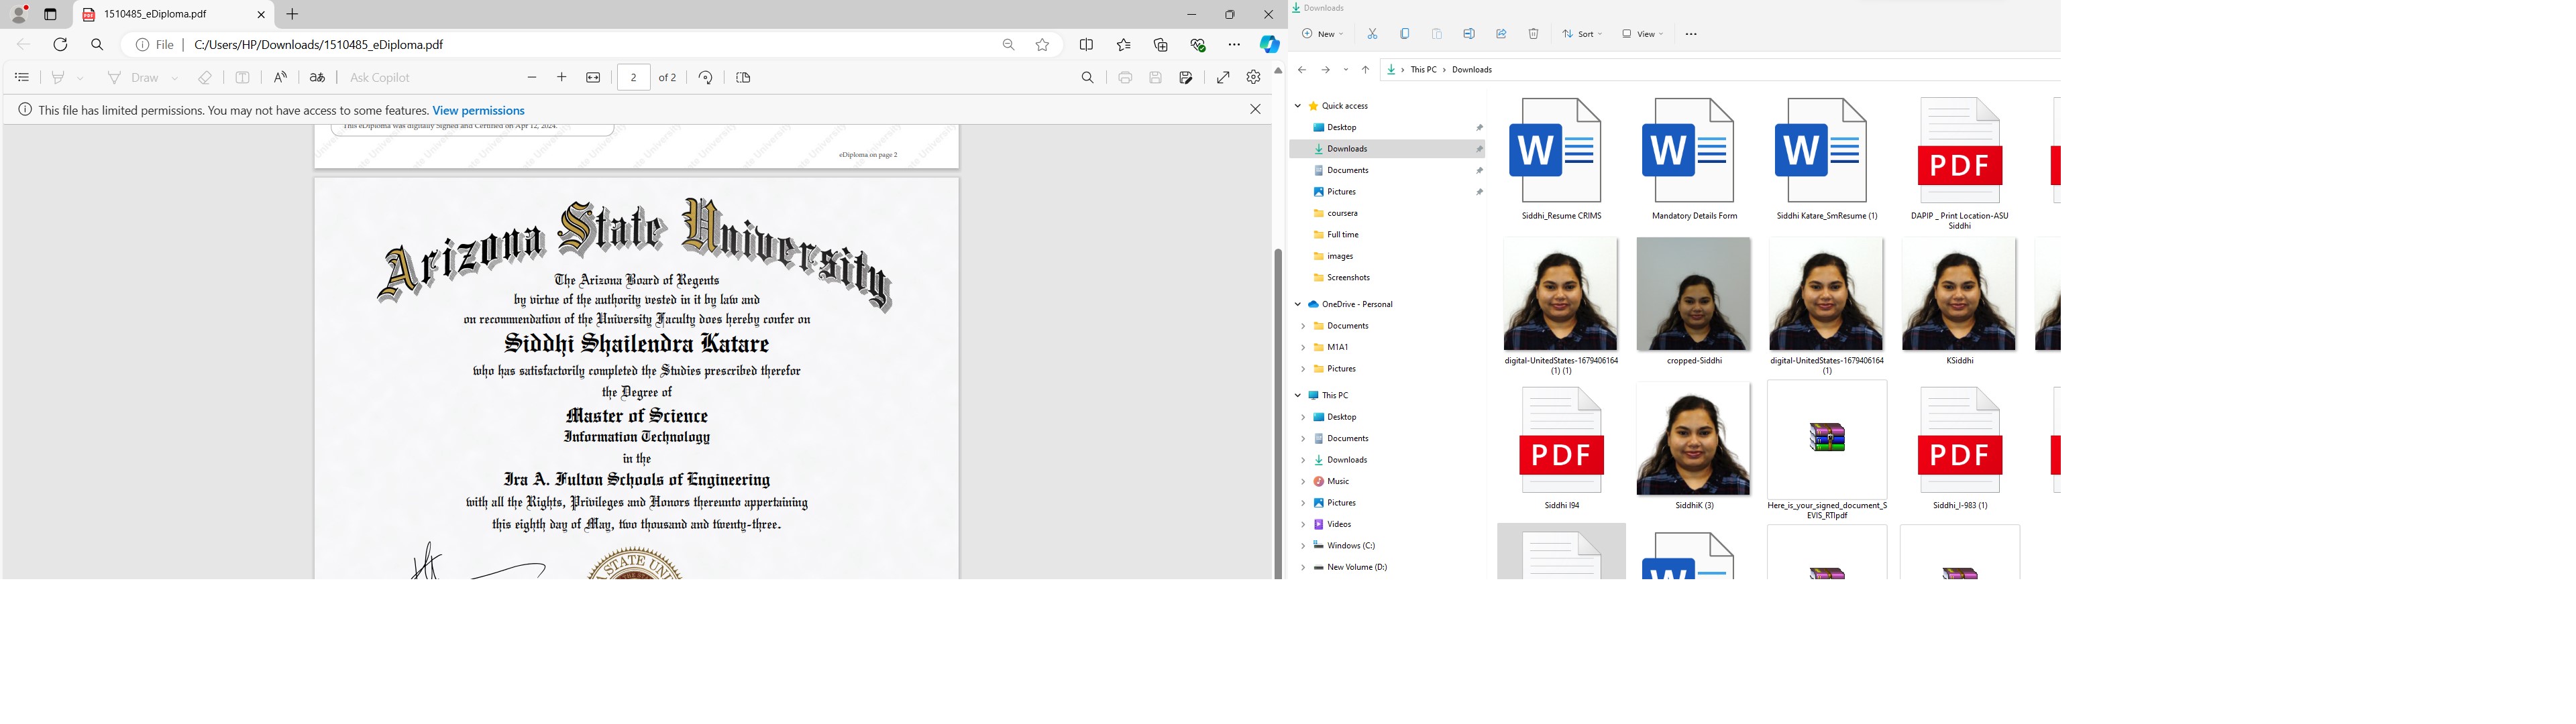 1510485_eDiploma.pdf
File
C:/Users/HP/Downloads/1510485_eDiploma.pdf
Draw
aあ
Ask Copilot
2
of 2
This file has limited permissions. You may not have access to some features. View permissions
This eDiploma was digitally Signed and Certified on Apr 12, 2024.
eDiploma on page 2
Arizona State University
The Arizona Board of Regents
by virtue of the authority vested in it by law and
on recommendation of the University Faculty does hereby confer on
Siddhi Shailendra Katare
who has satisfactorily completed the Studies prescribed therefor
the Degree of
Master of Science
Information Technology
in the
Ira A. Fulton Schools of Engineering
with all the Rights, Privileges and Honors thereunto appertaining
this eighth day of May, two thousand and twenty-three.
STATE UNI
Downloads
New
Sort
View
This PC
Downloads
Quick access
Desktop
Downloads
Documents
Pictures
coursera
Full time
images
Screenshots
OneDrive - Personal
Documents
M1A1
Pictures
This PC
Desktop
Documents
Downloads
Music
Pictures
Videos
Windows (C:)
New Volume (D:)
W
W
W
PDF
Siddhi_Resume CRIMS
Mandatory Details Form
Siddhi Katare_SmResume (1)
DAPIP _ Print Location-ASU
Siddhi
digital-UnitedStates-1679406164
(1) (1)
cropped-Siddhi
digital-UnitedStates-1679406164
(1)
KSiddhi
PDF
PDF
Siddhi I94
SiddhiK (3)
Here_is_your_signed_document_S
EVIS_RTIpdf
Siddhi_I-983 (1)
W